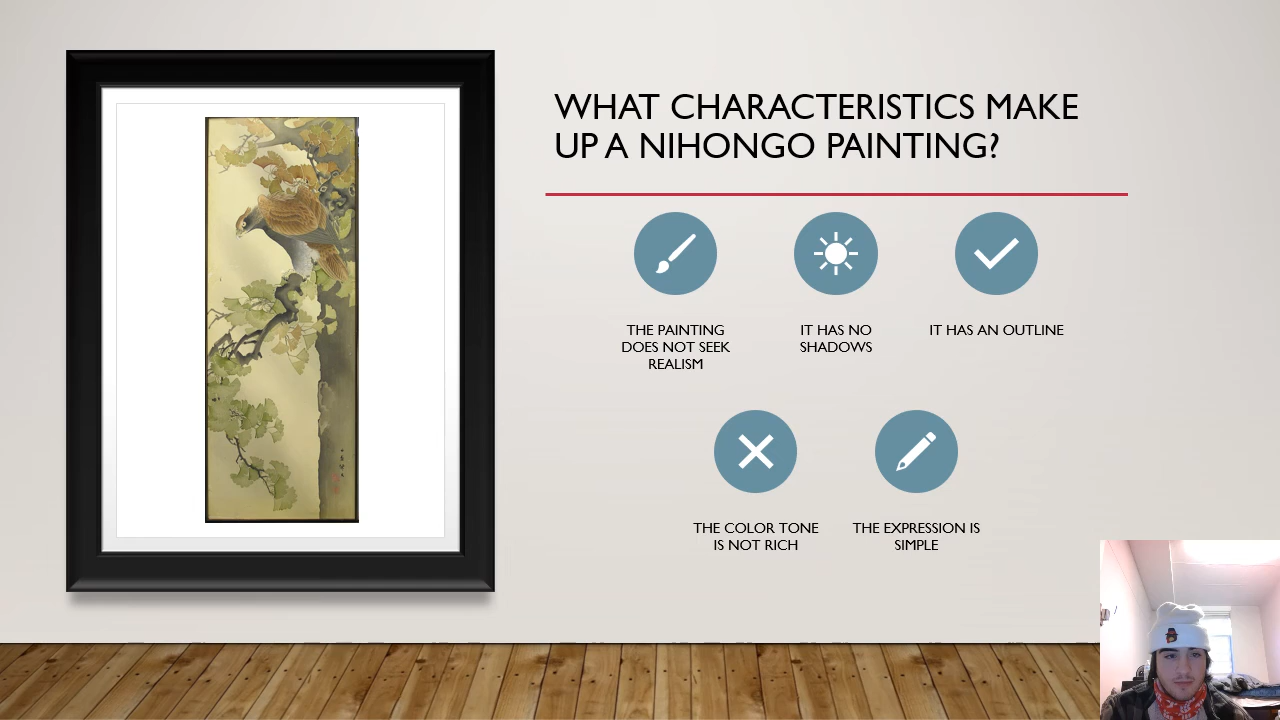 WHAT CHARACTERISTICS MAKE
UP A NIHONGO PAINTING?
THE PAINTING
DOES NOT SEEK
REALISM
IT HAS NO
SHADOWS
IT HAS AN OUTLINE
THE COLOR TONE
IS NOT RICH
THE EXPRESSION IS
SIMPLE